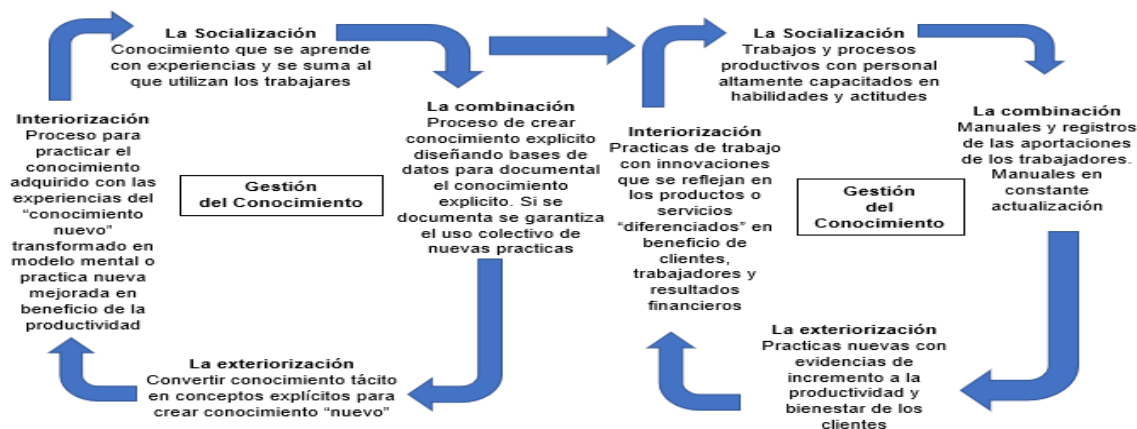 La Socialización
Conocimiento que se aprende
con experiencias y se suma al
que utilizan los trabajares
La combinación
Proceso de crear
conocimiento explicito
diseñando bases de
datos para documental
el conocimiento
explicito. Si se
documenta se garantiza
el uso colectivo de
nuevas practicas
La exteriorización
Convertir conocimiento tácito
en conceptos explícitos para
crear conocimiento “nuevo”
Interiorización
Proceso para
practicar el
conocimiento
adquirido con las
experiencias del
“conocimiento
nuevo”
transformado en
modelo mental o
practica nueva
mejorada en
beneficio de la
productividad
Gestión
del Conocimiento
La Socialización
Trabajos y procesos
productivos con personal
altamente capacitados en
habilidades y actitudes
La combinación
Manuales y registros
de las aportaciones
de los trabajadores.
Manuales en
constante
actualización
La exteriorización
Practicas nuevas con
evidencias de
incremento a la
productividad y
bienestar de los
clientes
Interiorización
Practicas de trabajo
con innovaciones
que se reflejan en
los productos o
servicios
“diferenciados” en
beneficio de
clientes,
trabajadores y
resultados
financieros
Gestión
del
Conocimiento